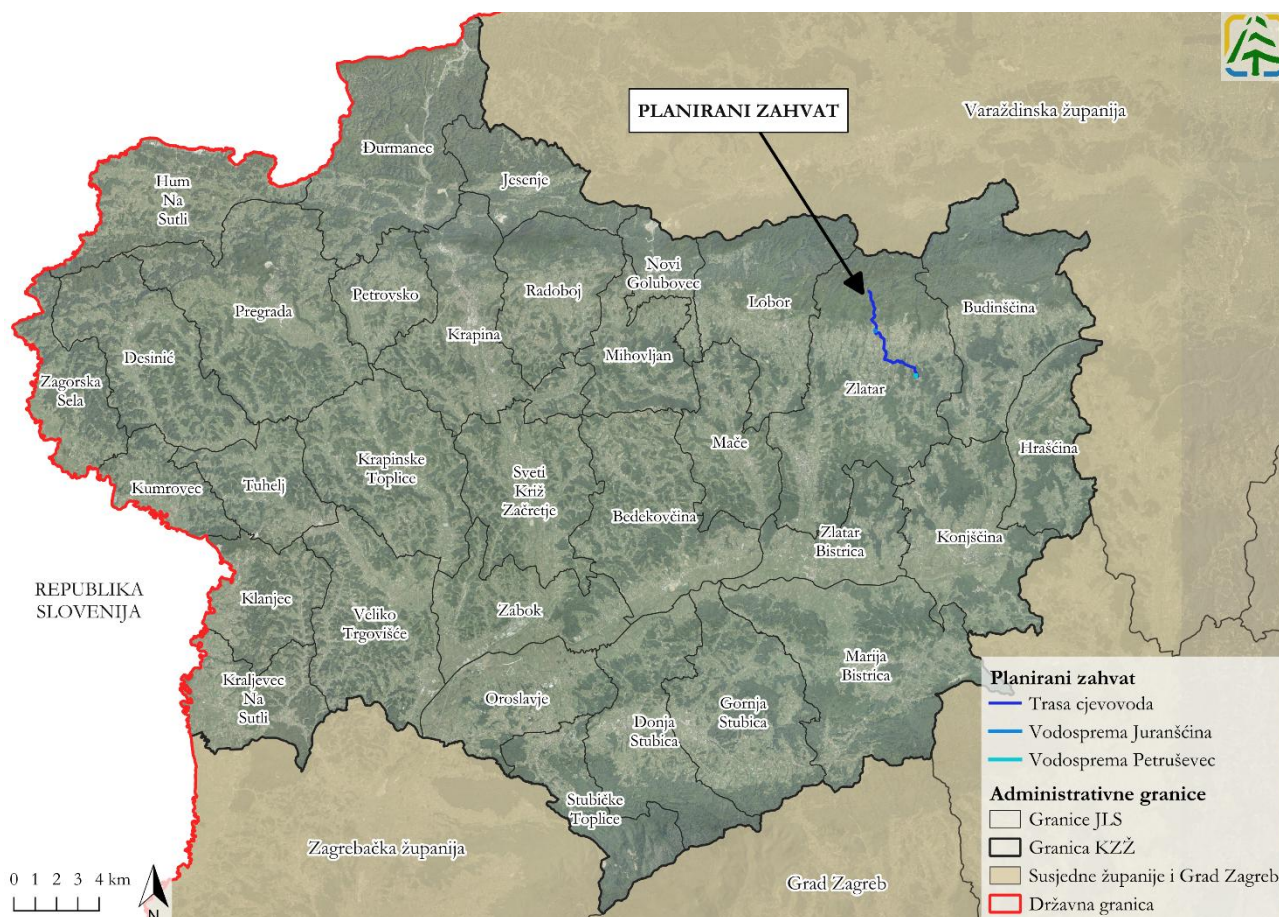 PLANIRANI ZAHVAT
Varaždinska županija
Đurmanec
Jesenje
Hum
Na
Sutli
Novi
Golubovec
Lobor
Budinščina
Petrovsko
Radoboj
Pregrada
Krapina
Mihovljan
Desinić
Zagorska
Sela
Zlatar
Mače
Hrašćina
Krapinske
Toplice
Sveti
Križ
Začretje
Kumrovec
Tuhelj
Bedekovčina
Zlatar
Bistrica
Konjščina
REPUBLIKA
SLOVENIJA
Klanjec
Veliko
Trgovišće
Zabok
Marija
Bistrica
Kraljevec
Na
Sutli
Oroslavje
Donja
Stubica
Gornja
Stubica
Stubičke
Toplice
Zagrebačka županija
Grad Zagreb
0 1 2 3 4 km
N
Planirani zahvat
Trasa cjevovoda
Vodosprema Juranšćina
Vodosprema Petruševec
Administrativne granice
Granice JLS
Granica KZŽ
Susjedne županije i Grad Zagreb
Državna granica